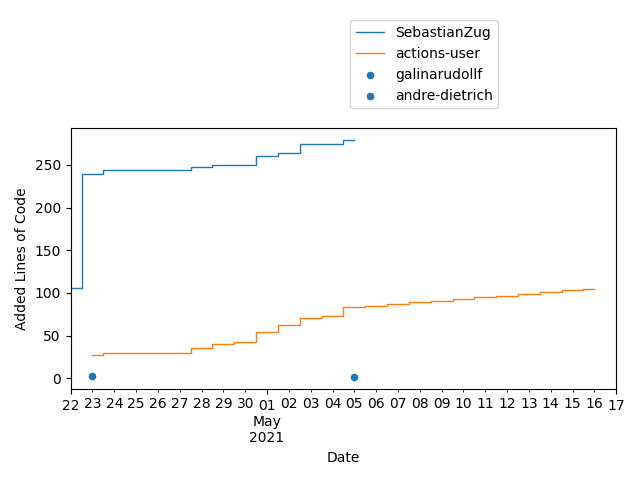 SebastianZug
actions-user
galinarudollf
andre-dietrich
250
200
150
100
50
0
Added Lines of Code
22 23 24 25 26 27 28 29 30 01 02 03 04 05 06 07 08 09 10 11 12 13 14 15 16 17
May
2021
Date